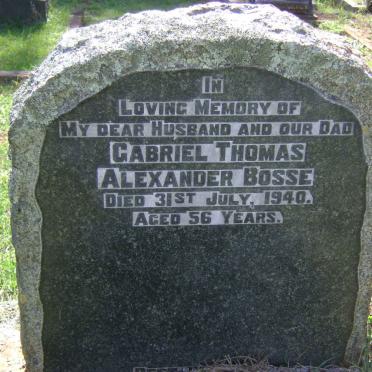 IN
LOVING MEMORY OF
MY DEAR HUSBAND AND OUR DAD
GABRIEL THOMAS
ALEXANDER BOSSE
DIED 31ST JULY, 1940.
AGED 56 YEARS.